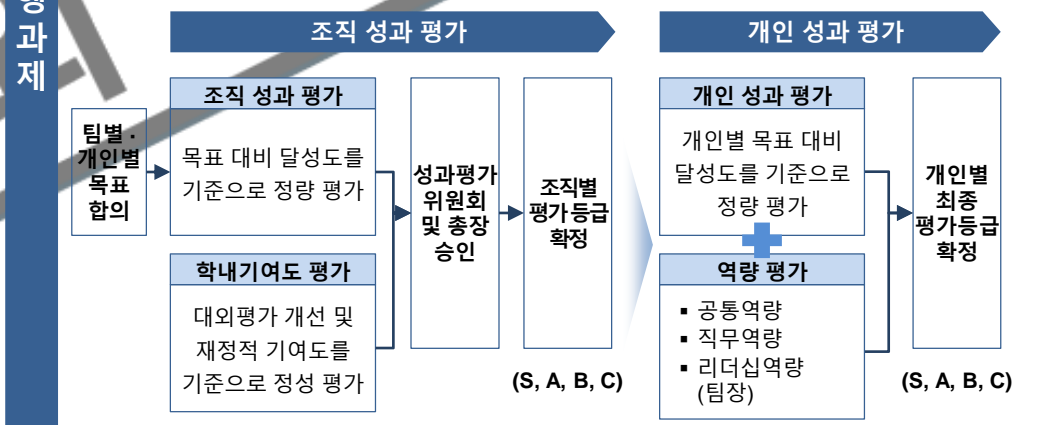 과
제
조직 성과 평가
개인 성과 평가
팀별 ·
개인별
목표
합의
조직 성과 평가
목표 대비 달성도를
기준으로 정량 평가
학내기여도 평가
대외평가 개선 및
재정적 기여도를
기준으로 정성 평가
성과평가
위원회
및 총장
승인
조직별
평가등급
확정
(S, A, B, C)
개인 성과 평가
개인별 목표 대비
달성도를 기준으로
정량 평가
역량 평가
▪ 공통역량
▪ 직무역량
▪ 리더십역량
(팀장)
개인별
최종
평가등급
확정
(S, A, B, C)